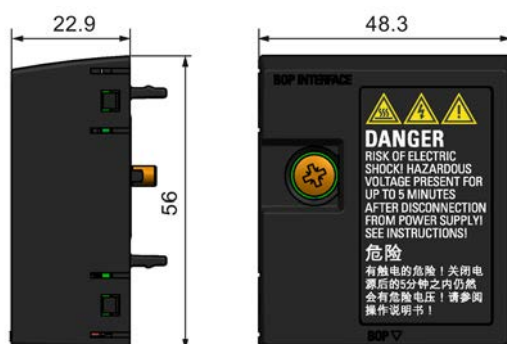 22.9
48.3
56
BOP INTERFACE
DANGER
RISK OF ELECTRIC
SHOCK! HAZARDOUS
VOLTAGE PRESENT FOR
UP TO 5 MINUTES
AFTER DISCONNECTION
FROM POWER SUPPLY!
SEE INSTRUCTIONS!
危险
有触电的危险！关闭电
源后的5分钟之内仍然
会有危险电压！请参阅
操作说明书！
BOP ▽